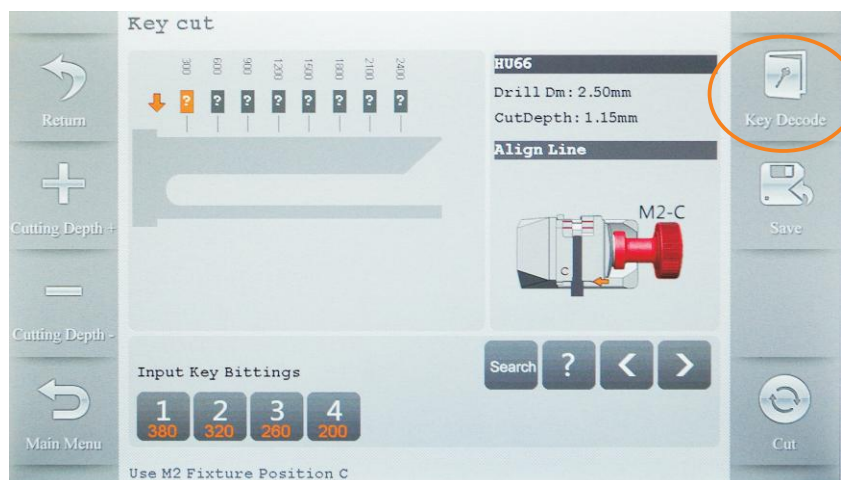 Key cut
Return
Cutting Depth +
Cutting Depth -
Main Menu
300 600 900 1200 1500 1800 2100 2400
? ? ? ? ? ? ? ?
HU66
Drill Dm: 2.50mm
CutDepth: 1.15mm
Align Line
M2-C
C
Input Key Bittings
1 2 3 4
380 320 260 200
Search ? < >
Use M2 Fixture Position C
Key Decode
Save
Cut